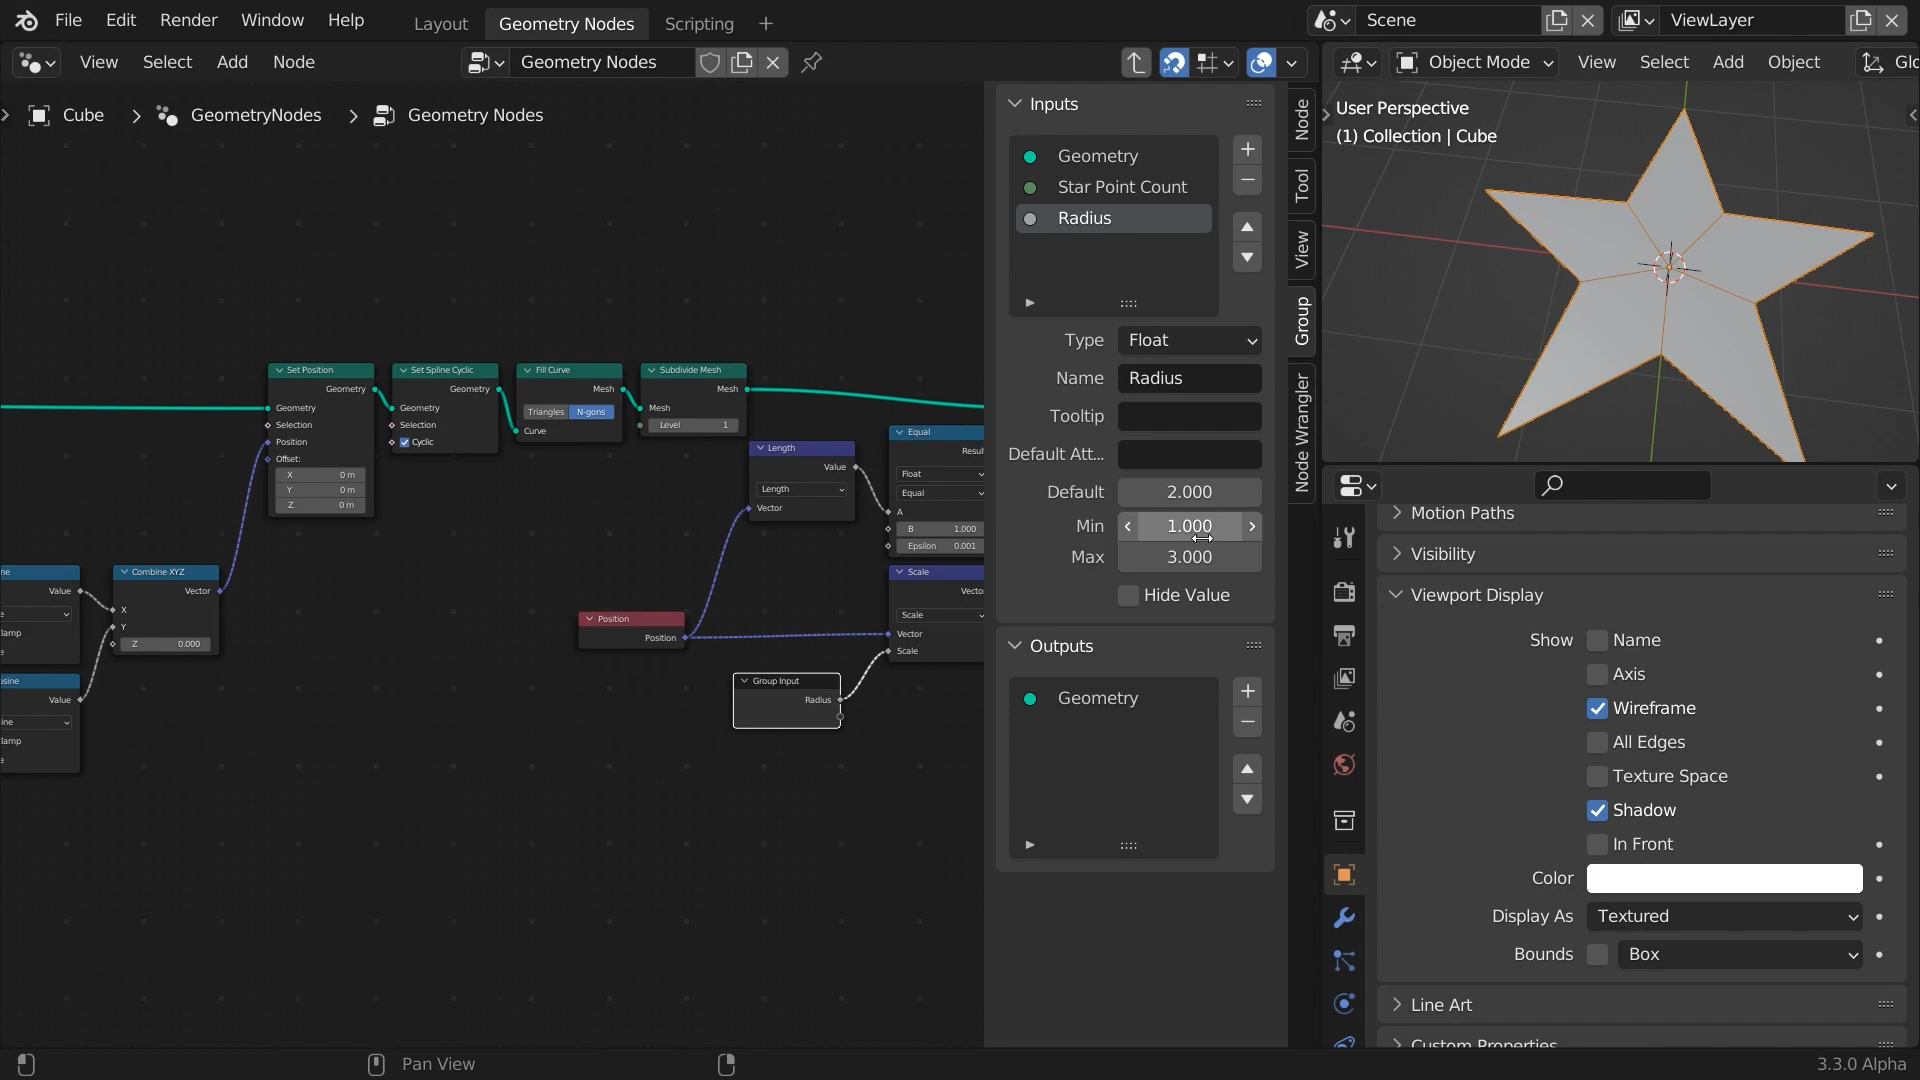 File Edit Render Window Help
Layout Geometry Nodes Scripting +
Scene ViewLayer
View Select Add Node Geometry Nodes
Object Mode View Select Add Object Glo
Cube > GeometryNodes > Geometry Nodes
Set Position
Geometry
Geometry
Selection
Position
Offset:
X 0 m
Y 0 m
Z 0 m
Set Spline Cyclic
Geometry
Geometry
Selection
Cyclic
Fill Curve
Mesh
Triangles N-gons
Curve
Subdivide Mesh
Mesh
Mesh
Level 1
Length
Value
Length
Vector
Equal
Resu
Float
Equal
A
B 1.000
Epsilon 0.001
ne
Value
e
lamp
e
Combine XYZ
Vector
X
Y
Z 0.000
osine
Value
ine
lamp
e
Position
Position
Scale
Vecto
Scale
Vector
Scale
Group Input
Radius
Inputs
Geometry
Star Point Count
Radius
Type Float
Name Radius
Tooltip
Default Att...
Default 2.000
Min 1.000
Max 3.000
Hide Value
Outputs
Geometry
Node
Tool
View
Group
Node Wrangler
User Perspective
(1) Collection | Cube
Motion Paths
Visibility
Viewport Display
Show Name
Axis
Wireframe
All Edges
Texture Space
Shadow
In Front
Color
Display As Textured
Bounds Box
Line Art
Custom Properties
Pan View
3.3.0 Alpha